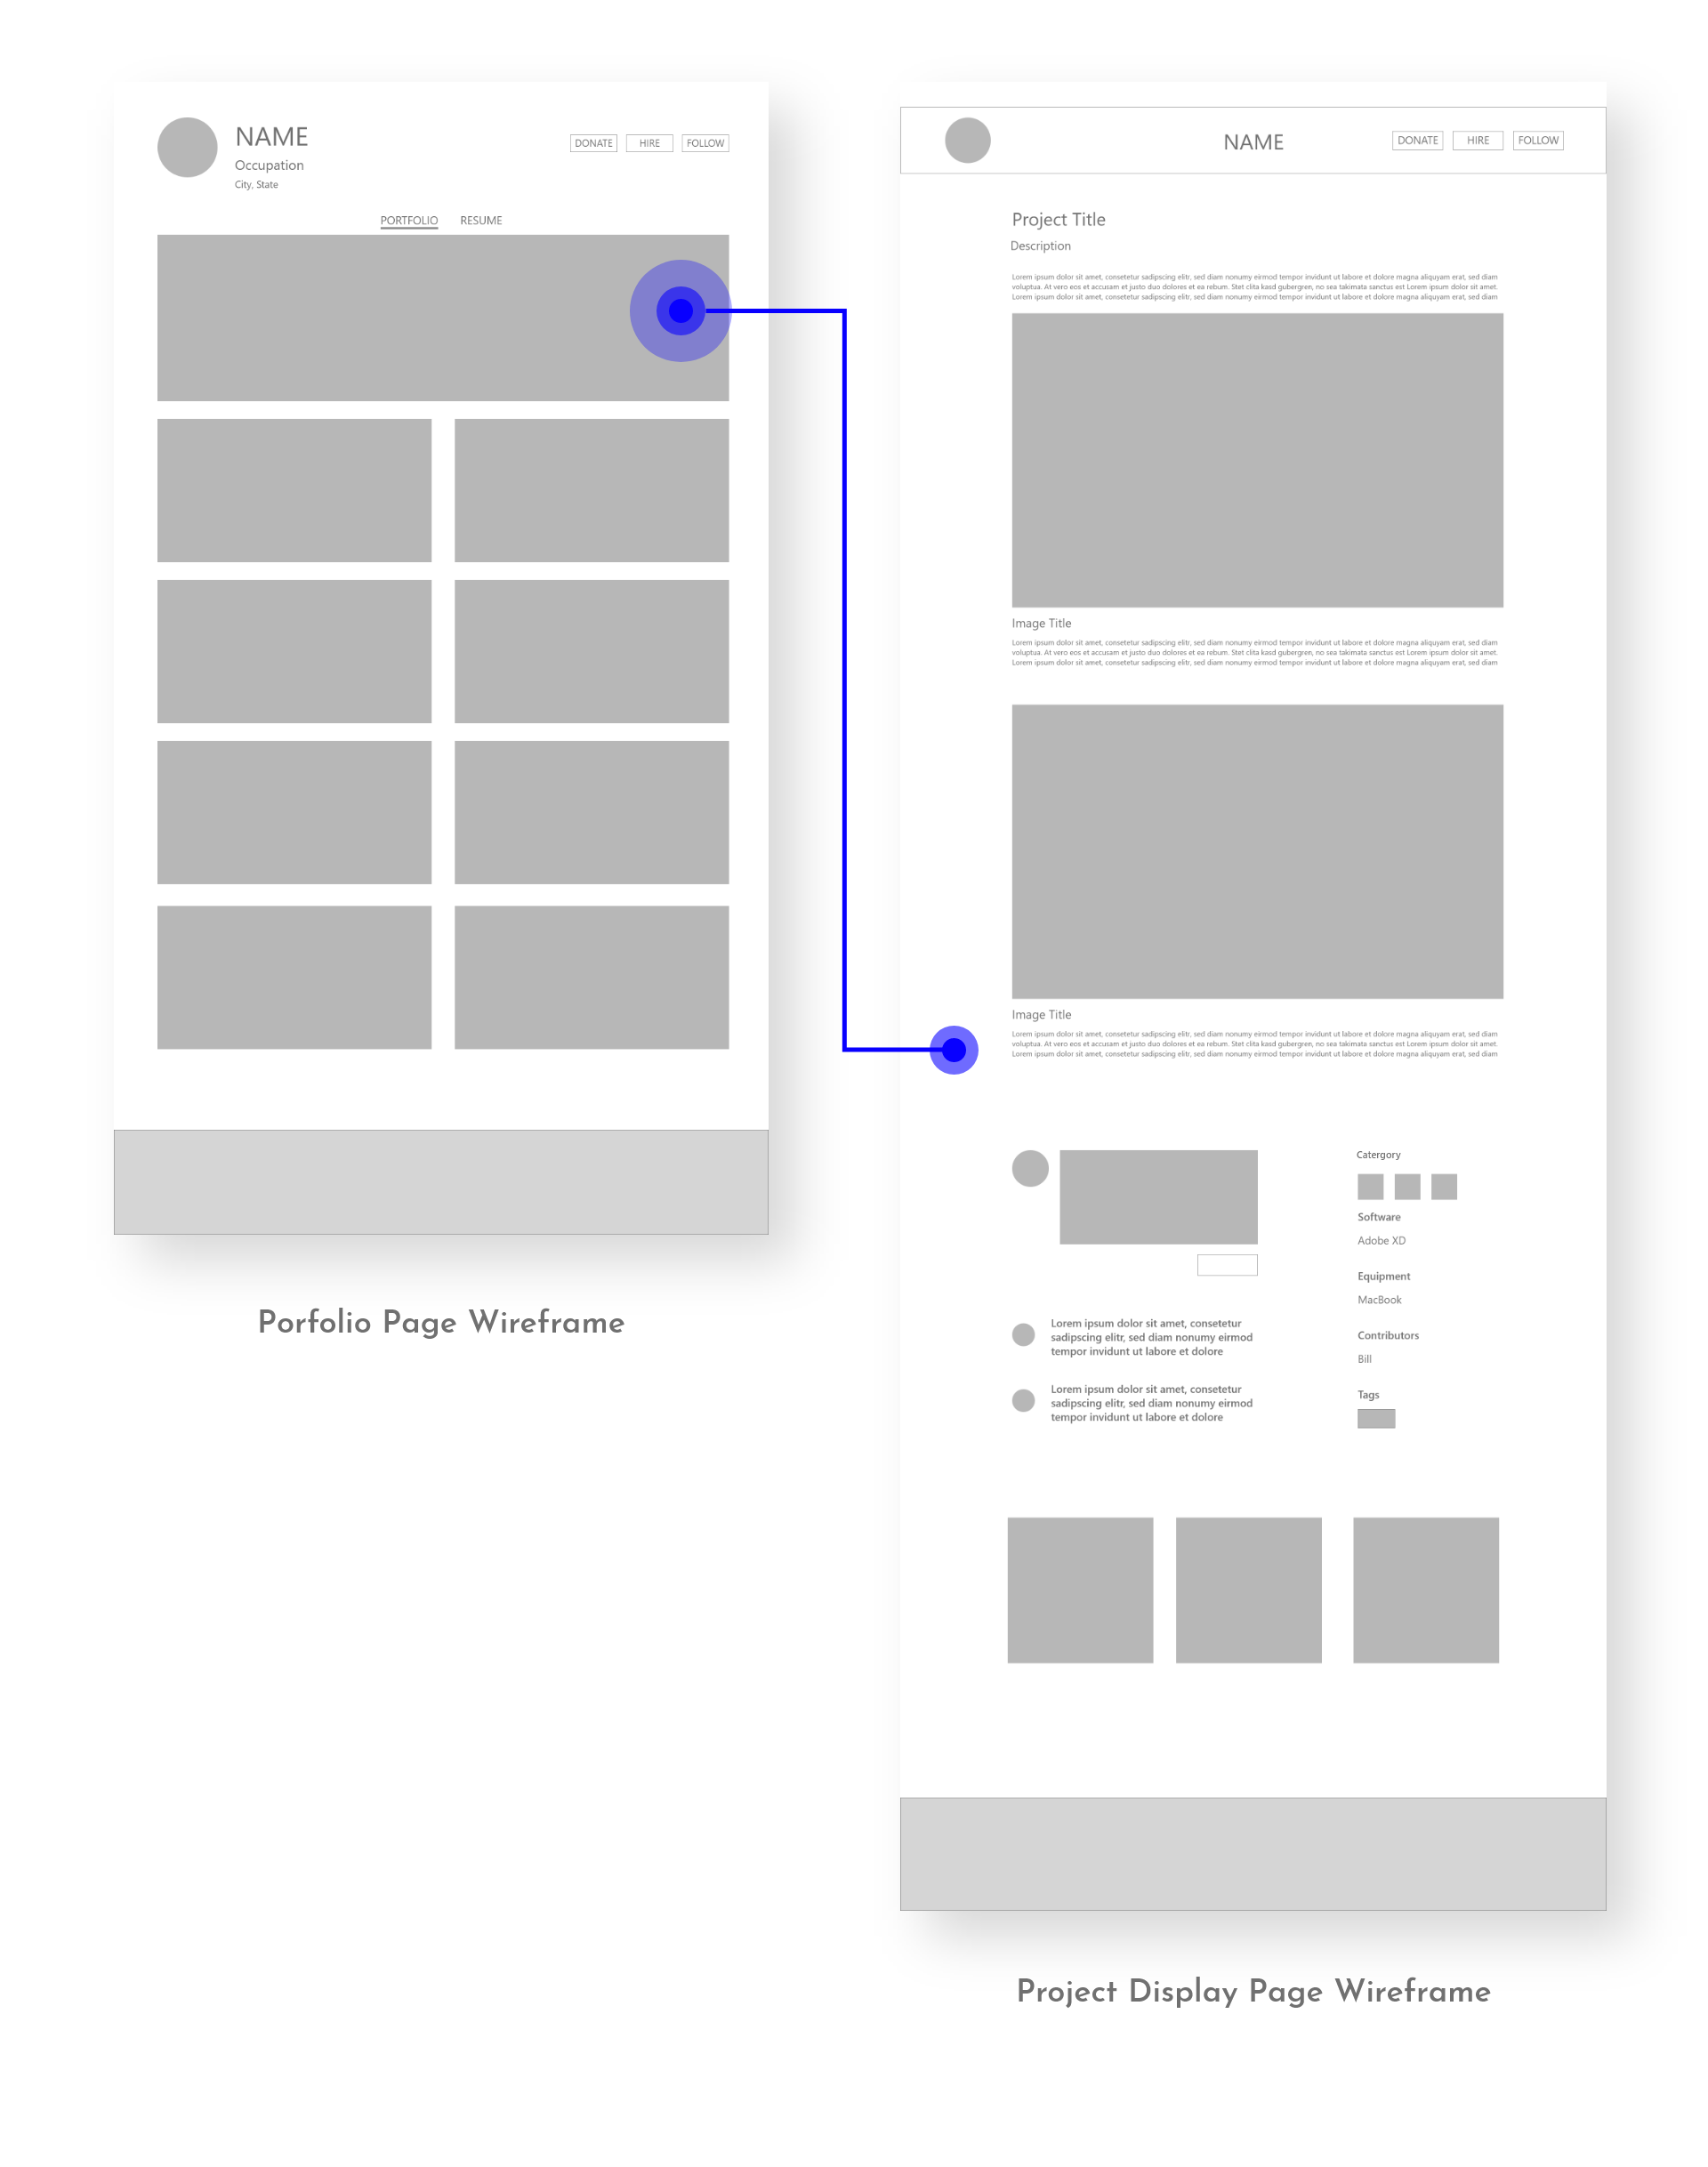 NAME
Occupation
City, State
DONATE
HIRE
FOLLOW
PORTFOLIO
RESUME
Porfolio Page Wireframe
NAME
DONATE
HIRE
FOLLOW
Project Title
Description
Lorem ipsum dolor sit amet, consetetur sadipscing elitr, sed diam nonumy eirmod tempor invidunt ut labore et dolore magna aliquyam erat, sed diam
voluptua. At vero eos et accusam et justo duo dolores et ea rebum. Stet clita kasd gubergren, no sea takimata sanctus est Lorem ipsum dolor sit amet.
Lorem ipsum dolor sit amet, consetetur sadipscing elitr, sed diam nonumy eirmod tempor invidunt ut labore et dolore magna aliquyam erat, sed diam
Image Title
Lorem ipsum dolor sit amet, consetetur sadipscing elitr, sed diam nonumy eirmod tempor invidunt ut labore et dolore magna aliquyam erat, sed diam
voluptua. At vero eos et accusam et justo duo dolores et ea rebum. Stet clita kasd gubergren, no sea takimata sanctus est Lorem ipsum dolor sit amet.
Lorem ipsum dolor sit amet, consetetur sadipscing elitr, sed diam nonumy eirmod tempor invidunt ut labore et dolore magna aliquyam erat, sed diam
Image Title
Lorem ipsum dolor sit amet, consetetur sadipscing elitr, sed diam nonumy eirmod tempor invidunt ut labore et dolore magna aliquyam erat, sed diam
voluptua. At vero eos et accusam et justo duo dolores et ea rebum. Stet clita kasd gubergren, no sea takimata sanctus est Lorem ipsum dolor sit amet.
Lorem ipsum dolor sit amet, consetetur sadipscing elitr, sed diam nonumy eirmod tempor invidunt ut labore et dolore magna aliquyam erat, sed diam
Lorem ipsum dolor sit amet, consetetur
sadipscing elitr, sed diam nonumy eirmod
tempor invidunt ut labore et dolore
Lorem ipsum dolor sit amet, consetetur
sadipscing elitr, sed diam nonumy eirmod
tempor invidunt ut labore et dolore
Catergory
Software
Adobe XD
Equipment
MacBook
Contributors
Bill
Tags
Project Display Page Wireframe